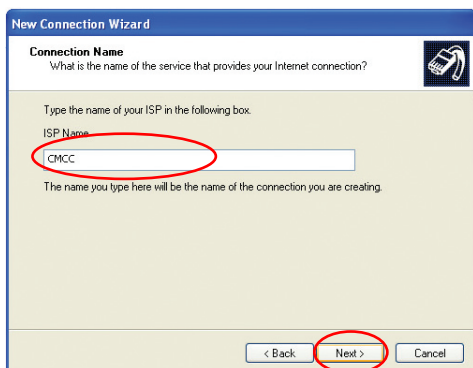 New Connection Wizard
Connection Name
What is the name of the service that provides your Internet connection?
Type the name of your ISP in the following box.
ISP Name
CMCC
The name you type here will be the name of the connection you are creating.
< Back
Next >
Cancel